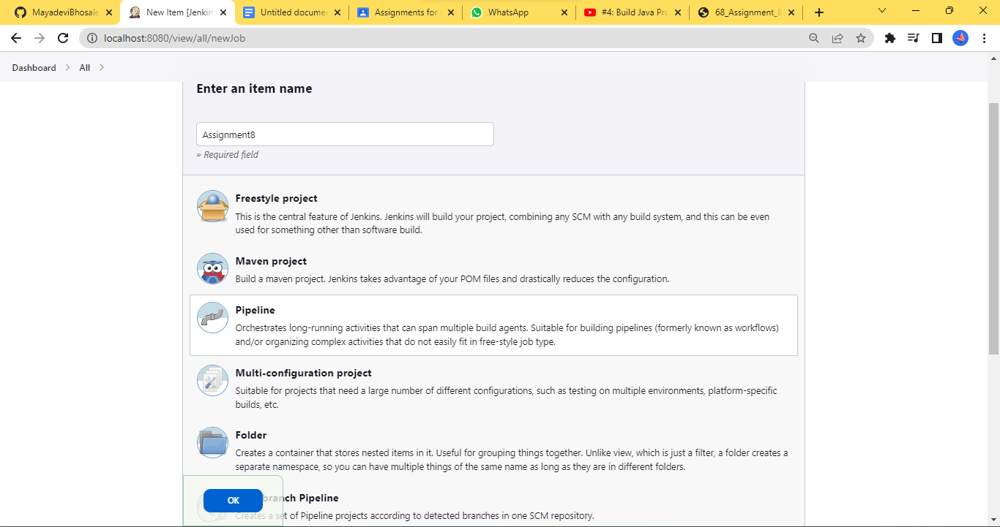 MayadeviBhosale
New Item [Jenkin
Untitled documen
Assignments for
WhatsApp
#4: Build Java Pro
68_Assignment_8
localhost:8080/view/all/newJob
Dashboard
All
Enter an item name
Assignment8
» Required field
Freestyle project
This is the central feature of Jenkins. Jenkins will build your project, combining any SCM with any build system, and this can be even
used for something other than software build.
Maven project
Build a maven project. Jenkins takes advantage of your POM files and drastically reduces the configuration.
Pipeline
Orchestrates long-running activities that can span multiple build agents. Suitable for building pipelines (formerly known as workflows)
and/or organizing complex activities that do not easily fit in free-style job type.
Multi-configuration project
Suitable for projects that need a large number of different configurations, such as testing on multiple environments, platform-specific
builds, etc.
Folder
Creates a container that stores nested items in it. Useful for grouping things together. Unlike view, which is just a filter, a folder creates a
separate namespace, so you can have multiple things of the same name as long as they are in different folders.
OK
branch Pipeline
Creates a set of Pipeline projects according to detected branches in one SCM repository.